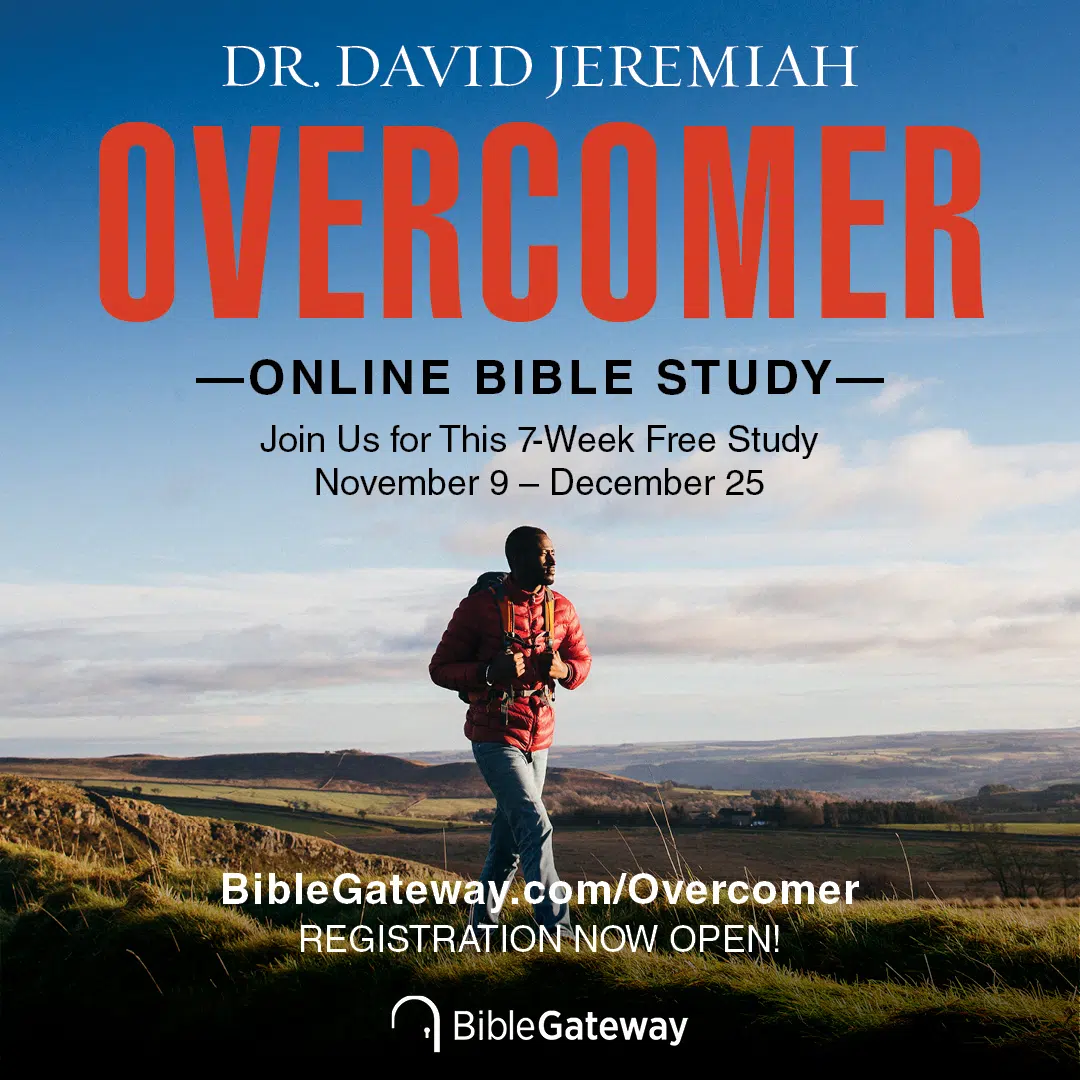 DR. DAVID JEREMIAH
OVERCOMER
—ONLINE BIBLE STUDY—
Join Us for This 7-Week Free Study
November 9 – December 25
BibleGateway.com/Overcomer
REGISTRATION NOW OPEN!
BibleGateway